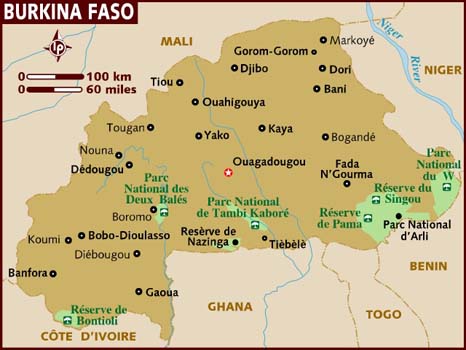 BURKINA FASO
lp
Markoyé
MALI
Niger
River
Gorom-Gorom
100 km
60 miles
Djibo
Dori
NIGER
Tiou
Bani
Ouahigouya
Tougan
Yako
Kaya
Bogandé
Nouna
Dédougou
Ouagadougou
Fada
N'Gourma
Parc
National
du W
Parc
National des
Deux Balés
Réserve du
Singou
Boromo
Parc National
de Tambi Kaboré
Réserve
de Pama
Parc National
d'Arli
Koumi
Bobo-Dioulasso
Resèrve de
Nazinga
Tièbèlè
Diébougou
Banfora
BENIN
Gaoua
GHANA
TOGO
Réserve de
Bontioli
CÔTE D'IVOIRE